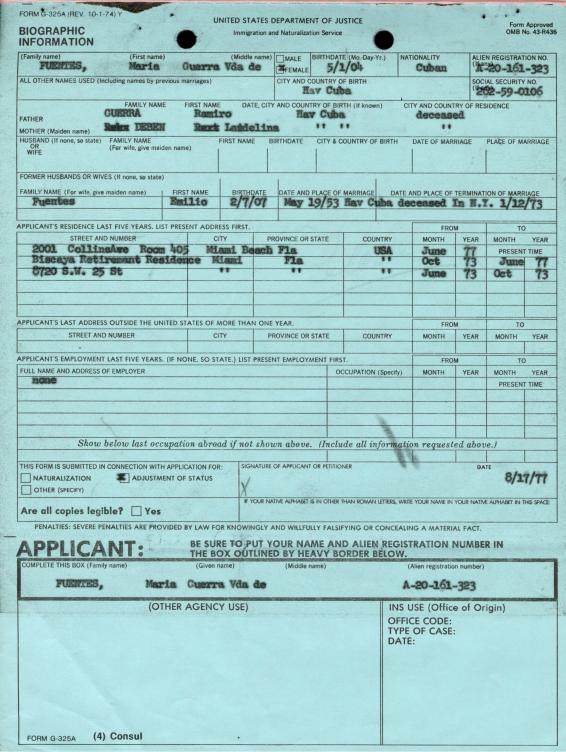 FORM G-325A (REV. 10-1-74) Y
UNITED STATES DEPARTMENT OF JUSTICE
Immigration and Naturalization Service
Form Approved
OMB No. 43-R436
BIOGRAPHIC
INFORMATION
(Family name) (First name) (Middle name) MALE FEMALE BIRTHDATE (Mo.-Day-Yr.) NATIONALITY ALIEN REGISTRATION NO.
FUENTES, Maria Guerra Vda de X 5/1/04 Cuban A-20-161-323
ALL OTHER NAMES USED (Including names by previous marriages) CITY AND COUNTRY OF BIRTH SOCIAL SECURITY NO.
Hav Cuba 262-59-0106
FAMILY NAME FIRST NAME DATE, CITY AND COUNTRY OF BIRTH (If known) CITY AND COUNTRY OF RESIDENCE
FATHER GUERRA Ramiro Hav Cuba deceased
MOTHER (Maiden name) DEBEN Laudelina " " "
HUSBAND (If none, so state) OR WIFE FAMILY NAME (For wife, give maiden name) FIRST NAME BIRTHDATE CITY & COUNTRY OF BIRTH DATE OF MARRIAGE PLACE OF MARRIAGE
FORMER HUSBANDS OR WIVES (If none, so state)
FAMILY NAME (For wife, give maiden name) FIRST NAME BIRTHDATE DATE AND PLACE OF MARRIAGE DATE AND PLACE OF TERMINATION OF MARRIAGE
Fuentes Emilio 2/7/07 May 19/53 Hav Cuba deceased In N.Y. 1/12/73
APPLICANT'S RESIDENCE LAST FIVE YEARS. LIST PRESENT ADDRESS FIRST. FROM TO
STREET AND NUMBER CITY PROVINCE OR STATE COUNTRY MONTH YEAR MONTH YEAR
2001 CollinsAve Room 405 Miami Beach Fla USA June 77 PRESENT TIME
Biscaya Retirement Residence Miami Fla " Oct 73 June 77
8720 S.W. 25 St " " " June 73 Oct 73
APPLICANT'S LAST ADDRESS OUTSIDE THE UNITED STATES OF MORE THAN ONE YEAR. FROM TO
STREET AND NUMBER CITY PROVINCE OR STATE COUNTRY MONTH YEAR MONTH YEAR
APPLICANT'S EMPLOYMENT LAST FIVE YEARS. (IF NONE, SO STATE.) LIST PRESENT EMPLOYMENT FIRST. FROM TO
FULL NAME AND ADDRESS OF EMPLOYER OCCUPATION (Specify) MONTH YEAR MONTH YEAR
none PRESENT TIME
Show below last occupation abroad if not shown above. (Include all information requested above.)
THIS FORM IS SUBMITTED IN CONNECTION WITH APPLICATION FOR: SIGNATURE OF APPLICANT OR PETITIONER DATE
NATURALIZATION X ADJUSTMENT OF STATUS X 8/17/77
OTHER (SPECIFY)
IF YOUR NATIVE ALPHABET IS IN OTHER THAN ROMAN LETTERS, WRITE YOUR NAME IN YOUR NATIVE ALPHABET IN THIS SPACE:
Are all copies legible? Yes
PENALTIES: SEVERE PENALTIES ARE PROVIDED BY LAW FOR KNOWINGLY AND WILLFULLY FALSIFYING OR CONCEALING A MATERIAL FACT.
APPLICANT: BE SURE TO PUT YOUR NAME AND ALIEN REGISTRATION NUMBER IN
THE BOX OUTLINED BY HEAVY BORDER BELOW.
COMPLETE THIS BOX (Family name) (Given name) (Middle name) (Alien registration number)
FUENTES, Maria Guerra Vda de A-20-161-323
(OTHER AGENCY USE) INS USE (Office of Origin)
OFFICE CODE:
TYPE OF CASE:
DATE:
FORM G-325A (4) Consul